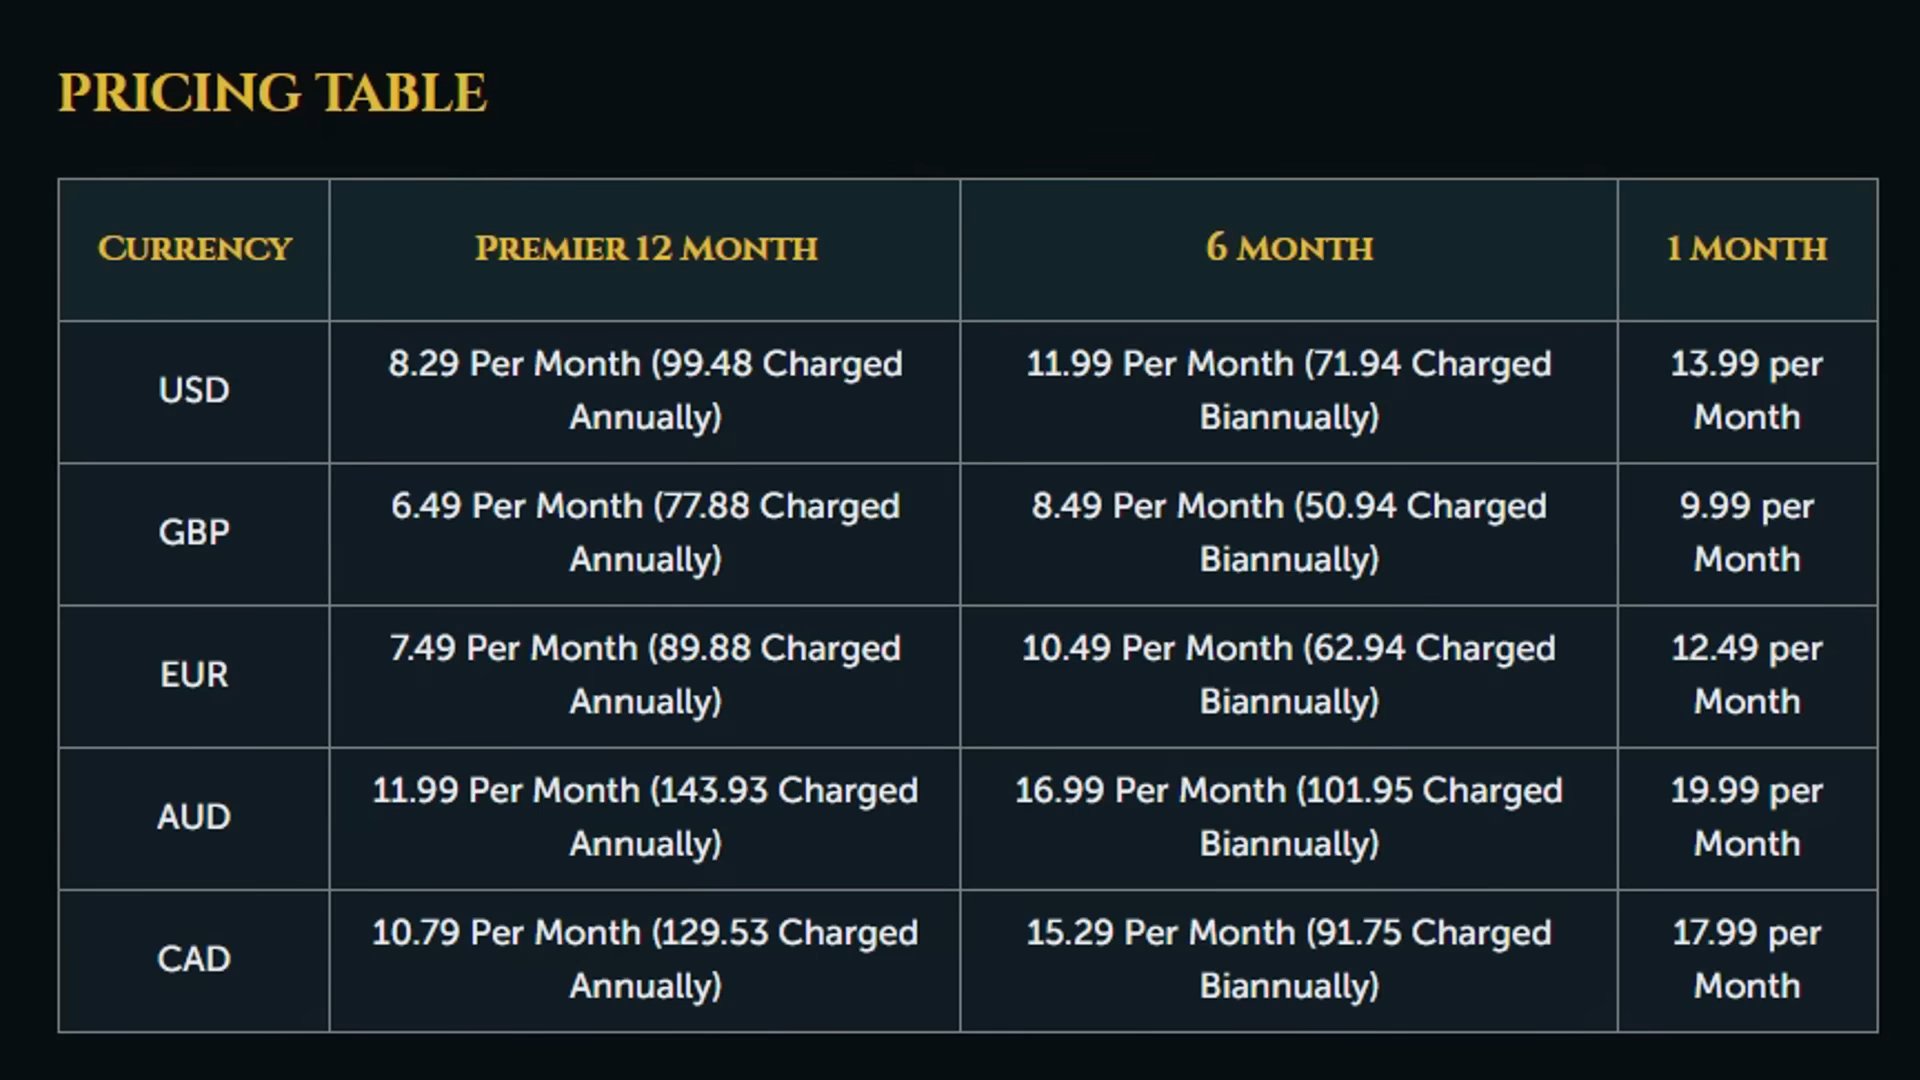 PRICING TABLE
CURRENCY PREMIER 12 MONTH 6 MONTH 1 MONTH
USD
8.29 Per Month (99.48 Charged
Annually)
11.99 Per Month (71.94 Charged
Biannually)
13.99 per
Month
GBP
6.49 Per Month (77.88 Charged
Annually)
8.49 Per Month (50.94 Charged
Biannually)
9.99 per
Month
EUR
7.49 Per Month (89.88 Charged
Annually)
10.49 Per Month (62.94 Charged
Biannually)
12.49 per
Month
AUD
11.99 Per Month (143.93 Charged
Annually)
16.99 Per Month (101.95 Charged
Biannually)
19.99 per
Month
CAD
10.79 Per Month (129.53 Charged
Annually)
15.29 Per Month (91.75 Charged
Biannually)
17.99 per
Month